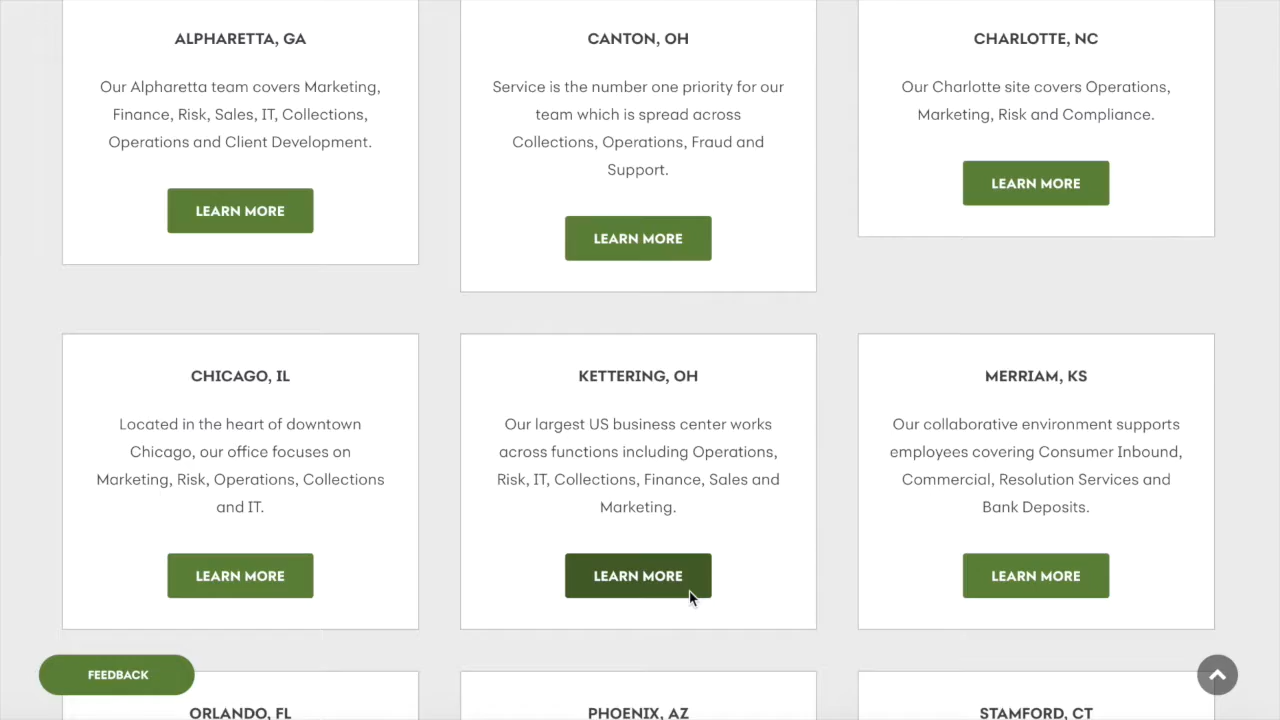 ALPHARETTA, GA
Our Alpharetta team covers Marketing,
Finance, Risk, Sales, IT, Collections,
Operations and Client Development.
LEARN MORE
CANTON, OH
Service is the number one priority for our
team which is spread across
Collections, Operations, Fraud and
Support.
LEARN MORE
CHARLOTTE, NC
Our Charlotte site covers Operations,
Marketing, Risk and Compliance.
LEARN MORE
CHICAGO, IL
Located in the heart of downtown
Chicago, our office focuses on
Marketing, Risk, Operations, Collections
and IT.
LEARN MORE
KETTERING, OH
Our largest US business center works
across functions including Operations,
Risk, IT, Collections, Finance, Sales and
Marketing.
LEARN MORE
MERRIAM, KS
Our collaborative environment supports
employees covering Consumer Inbound,
Commercial, Resolution Services and
Bank Deposits.
LEARN MORE
FEEDBACK
ORLANDO, FL
PHOENIX, AZ
STAMFORD, CT